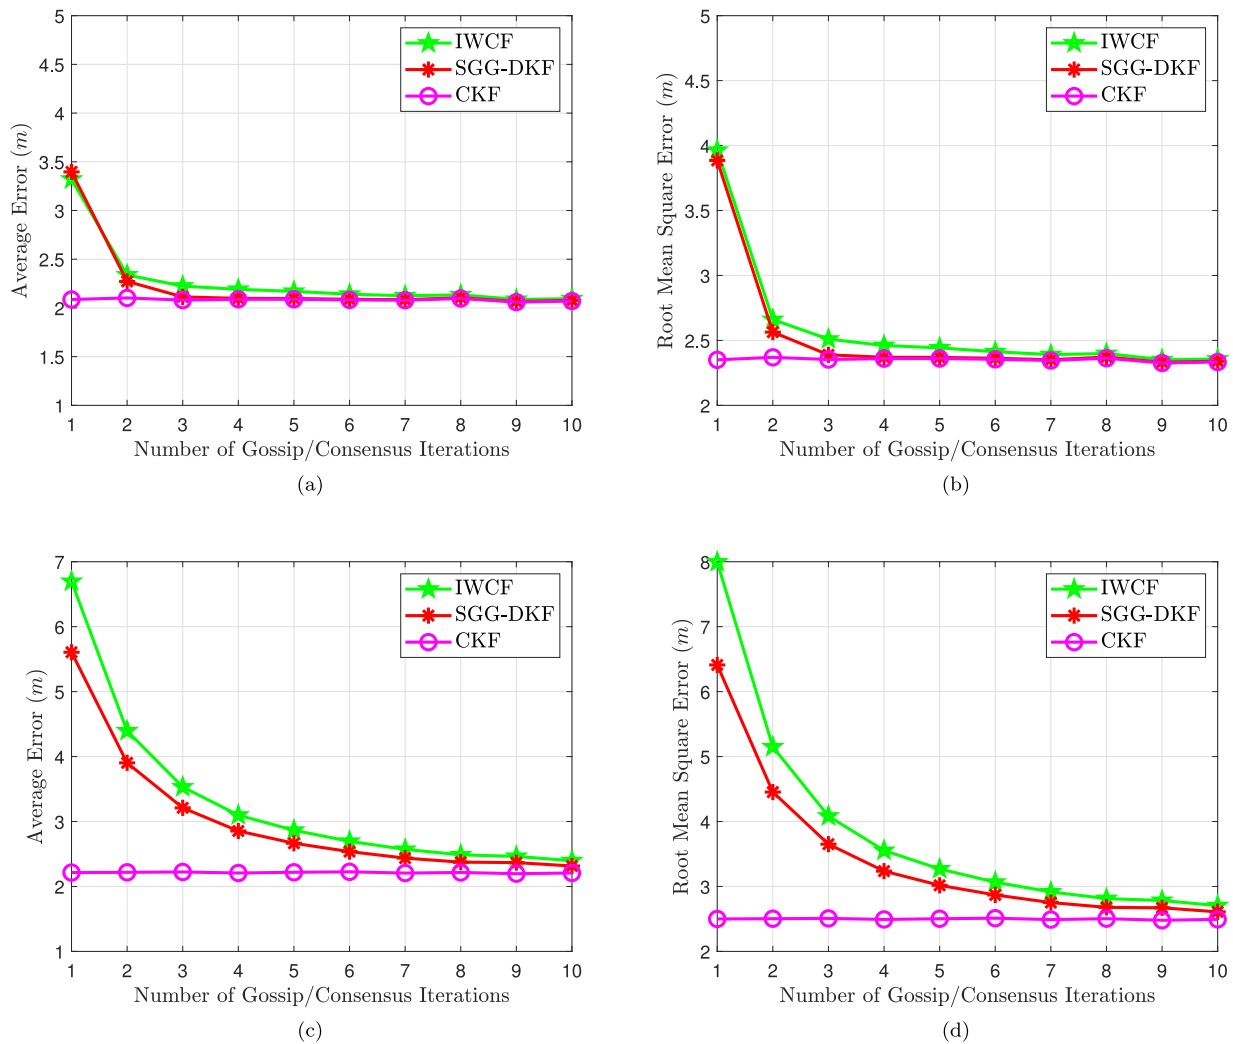 5
4.5
4
3.5
3
2.5
2
1.5
1
Average Error (m)
IWCF
SGG-DKF
CKF
1 2 3 4 5 6 7 8 9 10
Number of Gossip/Consensus Iterations
(a)
5
4.5
4
3.5
3
2.5
2
Root Mean Square Error (m)
IWCF
SGG-DKF
CKF
1 2 3 4 5 6 7 8 9 10
Number of Gossip/Consensus Iterations
(b)
7
6
5
4
3
2
1
Average Error (m)
IWCF
SGG-DKF
CKF
1 2 3 4 5 6 7 8 9 10
Number of Gossip/Consensus Iterations
(c)
8
7
6
5
4
3
2
Root Mean Square Error (m)
IWCF
SGG-DKF
CKF
1 2 3 4 5 6 7 8 9 10
Number of Gossip/Consensus Iterations
(d)